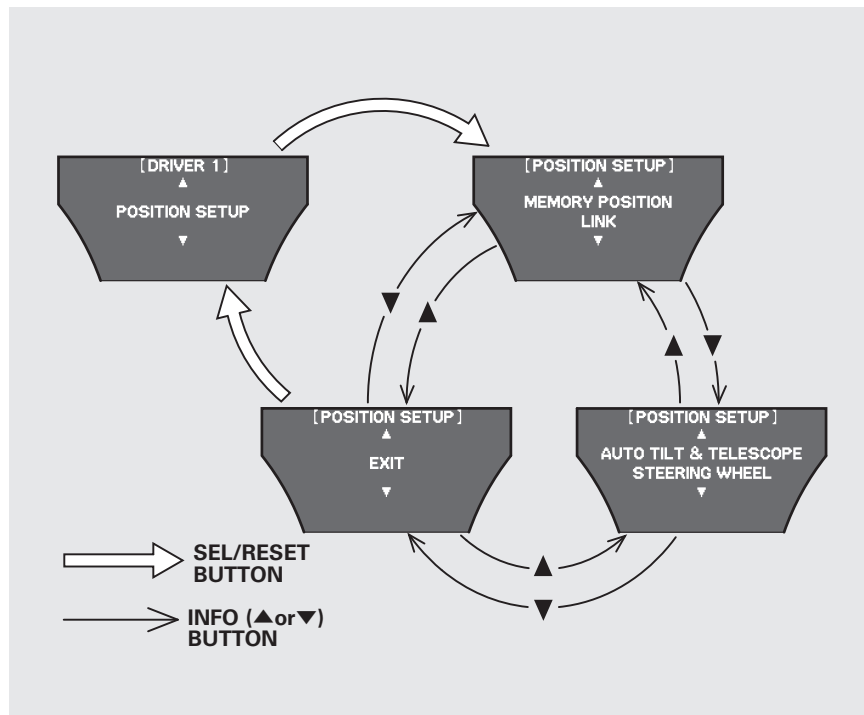 [DRIVER 1]
▲
POSITION SETUP
▼
[POSITION SETUP]
▲
MEMORY POSITION
LINK
▼
▼
▲
▲
▼
[POSITION SETUP]
▲
EXIT
▼
[POSITION SETUP]
▲
AUTO TILT & TELESCOPE
STEERING WHEEL
▼
▲
▼
SEL/RESET
BUTTON
INFO (▲or▼)
BUTTON